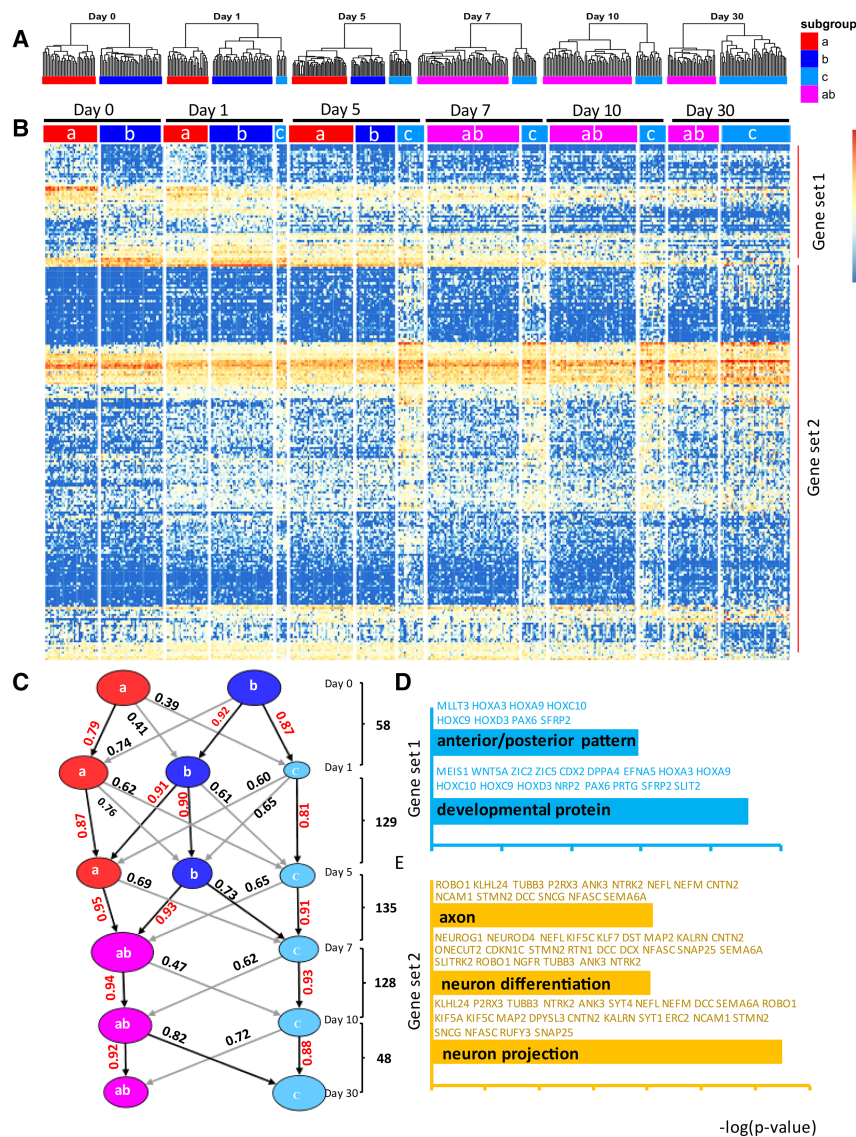 A
Day 0 Day 1 Day 5 Day 7 Day 10 Day 30
subgroup
a
b
c
ab
B
Day 0 Day 1 Day 5 Day 7 Day 10 Day 30
a b a b c a b c ab c ab c ab c
Gene set 1
Gene set 2
C
a b Day 0
0.79 0.41 0.39 0.74 0.92 0.87 58
a b c Day 1
0.87 0.62 0.76 0.91 0.90 0.61 0.60 0.65 0.81 129
a b c Day 5
0.95 0.69 0.93 0.73 0.65 0.91 135
ab c Day 7
0.94 0.47 0.62 0.93 128
ab c Day 10
0.92 0.82 0.72 0.88 48
ab c Day 30
D
Gene set 1
MLLT3 HOXA3 HOXA9 HOXC10
HOXC9 HOXD3 PAX6 SFRP2
anterior/posterior pattern
MEIS1 WNT5A ZIC2 ZIC5 CDX2 DPPA4 EFNA5 HOXA3 HOXA9
HOXC10 HOXC9 HOXD3 NRP2 PAX6 PRTG SFRP2 SLIT2
developmental protein
E
Gene set 2
ROBO1 KLHL24 TUBB3 P2RX3 ANK3 NTRK2 NEFL NEFM CNTN2
NCAM1 STMN2 DCC SNCG NFASC SEMA6A
axon
NEUROG1 NEUROD4 NEFL KIF5C KLF7 DST MAP2 KALRN CNTN2
ONECUT2 CDKN1C STMN2 RTN1 DCC DCX NFASC SNAP25 SEMA6A
SLITRK2 ROBO1 NGFR TUBB3 ANK3 NTRK2
neuron differentiation
KLHL24 P2RX3 TUBB3 NTRK2 ANK3 SYT4 NEFL NEFM DCC SEMA6A ROBO1
KIF5A KIF5C MAP2 DPYSL3 CNTN2 KALRN SYT1 ERC2 NCAM1 STMN2
SNCG NFASC RUFY3 SNAP25
neuron projection
-log(p-value)